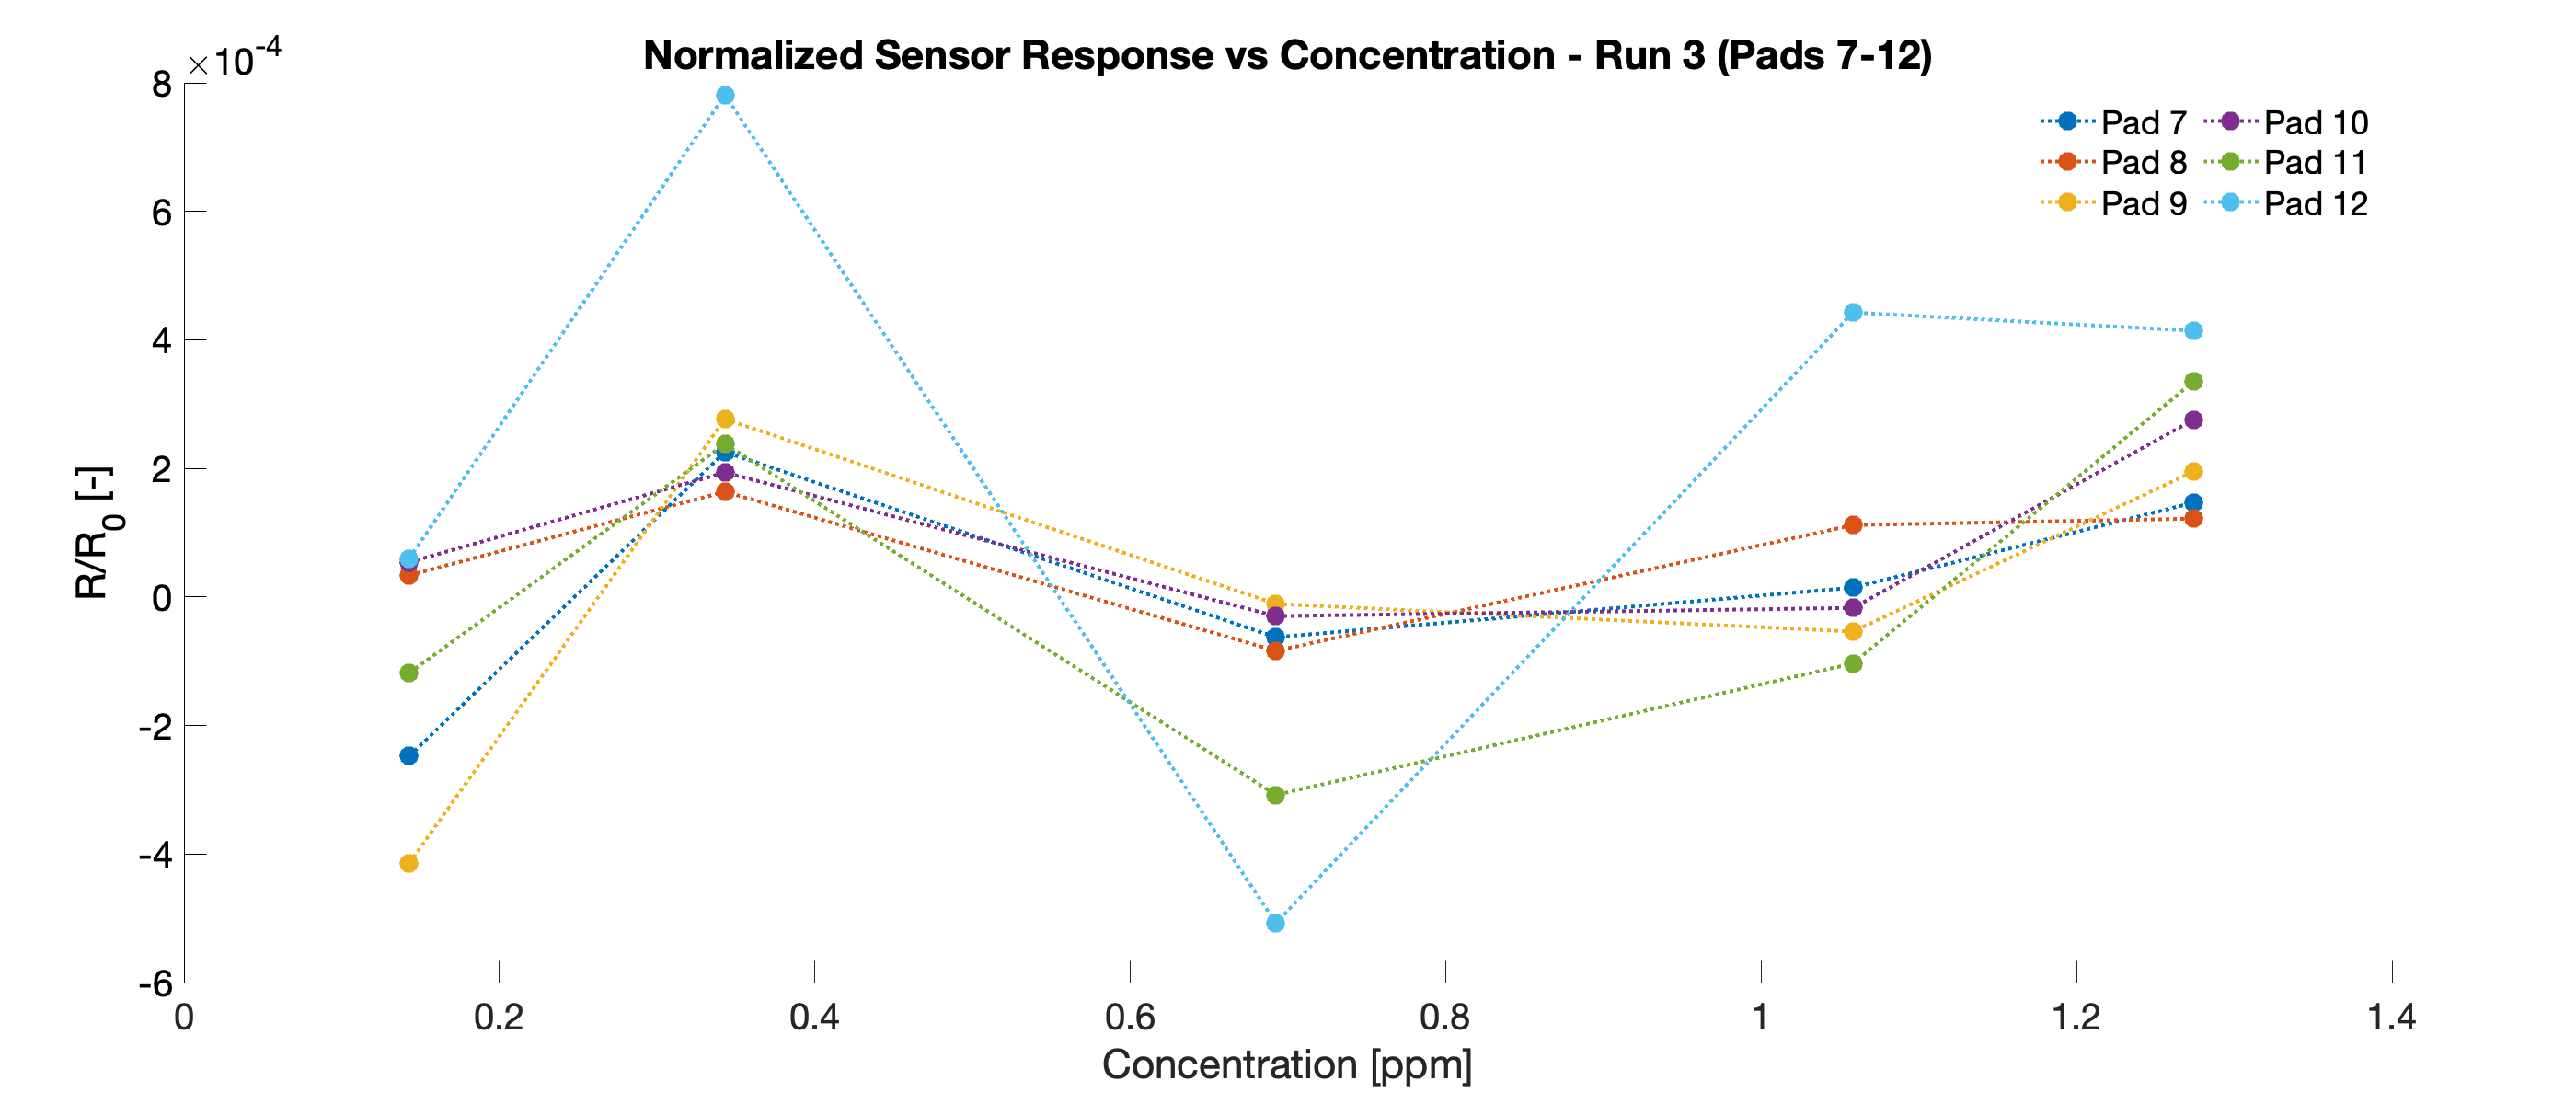 Normalized Sensor Response vs Concentration - Run 3 (Pads 7-12)
×10⁻⁴
8
6
4
2
0
-2
-4
-6
R/R₀ [-]
0 0.2 0.4 0.6 0.8 1 1.2 1.4
Concentration [ppm]
Pad 7 Pad 10
Pad 8 Pad 11
Pad 9 Pad 12